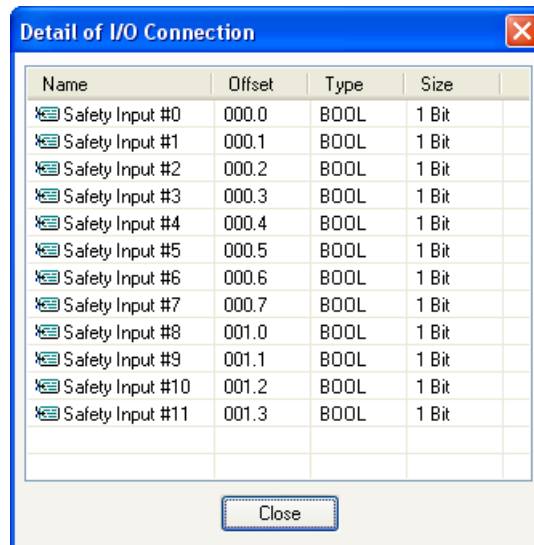 Detail of I/O Connection
Name Offset Type Size
Safety Input #0 000.0 BOOL 1 Bit
Safety Input #1 000.1 BOOL 1 Bit
Safety Input #2 000.2 BOOL 1 Bit
Safety Input #3 000.3 BOOL 1 Bit
Safety Input #4 000.4 BOOL 1 Bit
Safety Input #5 000.5 BOOL 1 Bit
Safety Input #6 000.6 BOOL 1 Bit
Safety Input #7 000.7 BOOL 1 Bit
Safety Input #8 001.0 BOOL 1 Bit
Safety Input #9 001.1 BOOL 1 Bit
Safety Input #10 001.2 BOOL 1 Bit
Safety Input #11 001.3 BOOL 1 Bit
Close